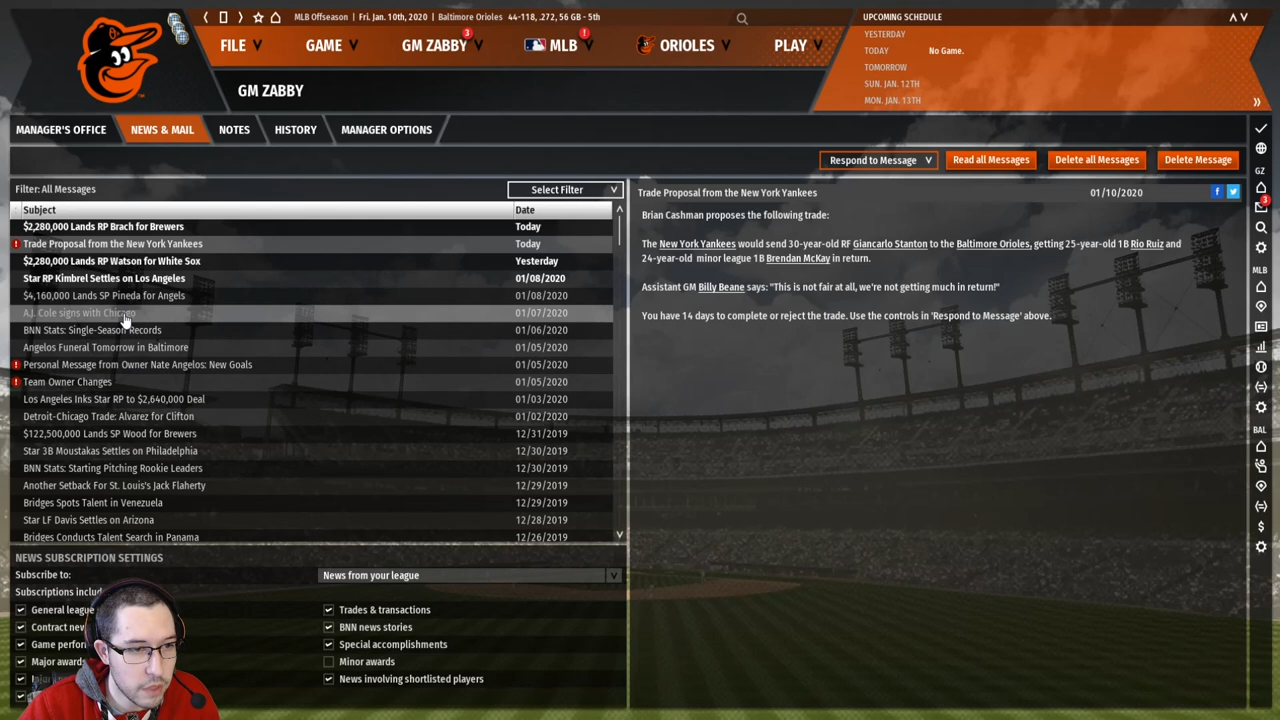 MLB Offseason | Fri. Jan. 10th, 2020 | Baltimore Orioles 44-118, .272, 56 GB - 5th
FILE GAME GM ZABBY 3 MLB ! ORIOLES PLAY
UPCOMING SCHEDULE
YESTERDAY
TODAY No Game.
TOMORROW
SUN. JAN. 12TH
MON. JAN. 13TH
GM ZABBY
MANAGER'S OFFICE NEWS & MAIL NOTES HISTORY MANAGER OPTIONS
Respond to Message Read all Messages Delete all Messages Delete Message
Filter: All Messages Select Filter
Subject Date
$2,280,000 Lands RP Brach for Brewers Today
Trade Proposal from the New York Yankees Today
$2,280,000 Lands RP Watson for White Sox Yesterday
Star RP Kimbrel Settles on Los Angeles 01/08/2020
$4,160,000 Lands SP Pineda for Angels 01/08/2020
A.J. Cole signs with Chicago 01/07/2020
BNN Stats: Single-Season Records 01/06/2020
Angelos Funeral Tomorrow in Baltimore 01/05/2020
Personal Message from Owner Nate Angelos: New Goals 01/05/2020
Team Owner Changes 01/05/2020
Los Angeles Inks Star RP to $2,640,000 Deal 01/03/2020
Detroit-Chicago Trade: Alvarez for Clifton 01/02/2020
$122,500,000 Lands SP Wood for Brewers 12/31/2019
Star 3B Moustakas Settles on Philadelphia 12/30/2019
BNN Stats: Starting Pitching Rookie Leaders 12/30/2019
Another Setback For St. Louis's Jack Flaherty 12/29/2019
Bridges Spots Talent in Venezuela 12/29/2019
Star LF Davis Settles on Arizona 12/28/2019
Bridges Conducts Talent Search in Panama 12/26/2019
Trade Proposal from the New York Yankees 01/10/2020
Brian Cashman proposes the following trade:
The New York Yankees would send 30-year-old RF Giancarlo Stanton to the Baltimore Orioles, getting 25-year-old 1B Rio Ruiz and
24-year-old minor league 1B Brendan McKay in return.
Assistant GM Billy Beane says: "This is not fair at all, we're not getting much in return!"
You have 14 days to complete or reject the trade. Use the controls in 'Respond to Message' above.
NEWS SUBSCRIPTION SETTINGS
Subscribe to: News from your league
Subscriptions inclu
General league Trades & transactions
Contract new BNN news stories
Game perfor Special accomplishments
Major award Minor awards
News involving shortlisted players
GZ
3
MLB
BAL